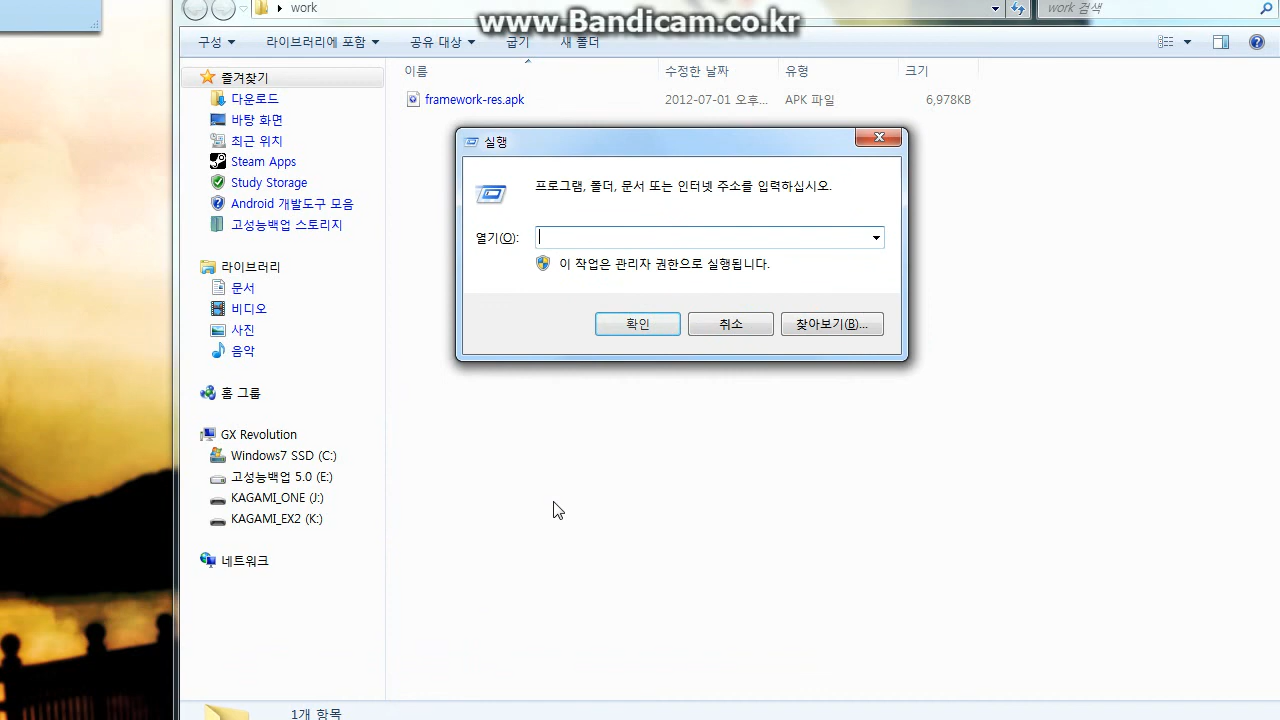 work
work 검색
www.Bandicam.co.kr
구성
라이브러리에 포함
공유 대상
굽기
새 폴더
이름
수정한 날짜
유형
크기
framework-res.apk
2012-07-01 오후...
APK 파일
6,978KB
즐겨찾기
다운로드
바탕 화면
최근 위치
Steam Apps
Study Storage
Android 개발도구 모음
고성능백업 스토리지
라이브러리
문서
비디오
사진
음악
홈 그룹
GX Revolution
Windows7 SSD (C:)
고성능백업 5.0 (E:)
KAGAMI_ONE (J:)
KAGAMI_EX2 (K:)
네트워크
실행
프로그램, 폴더, 문서 또는 인터넷 주소를 입력하십시오.
열기(O):
이 작업은 관리자 권한으로 실행됩니다.
확인
취소
찾아보기(B)...
1개 항목